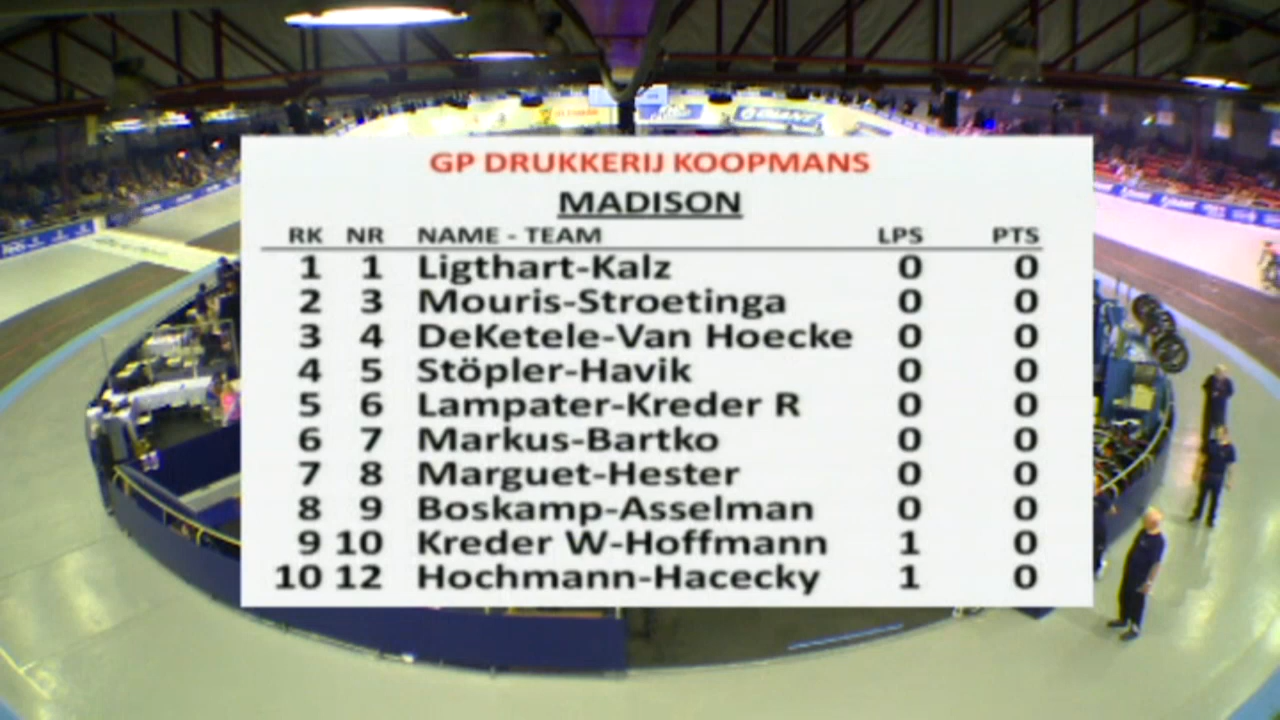 GP DRUKKERIJ KOOPMANS
MADISON
RK NR NAME - TEAM LPS PTS
1 1 Ligthart-Kalz 0 0
2 3 Mouris-Stroetinga 0 0
3 4 DeKetele-Van Hoecke 0 0
4 5 Stöpler-Havik 0 0
5 6 Lampater-Kreder R 0 0
6 7 Markus-Bartko 0 0
7 8 Marguet-Hester 0 0
8 9 Boskamp-Asselman 0 0
9 10 Kreder W-Hoffmann 1 0
10 12 Hochmann-Hacecky 1 0